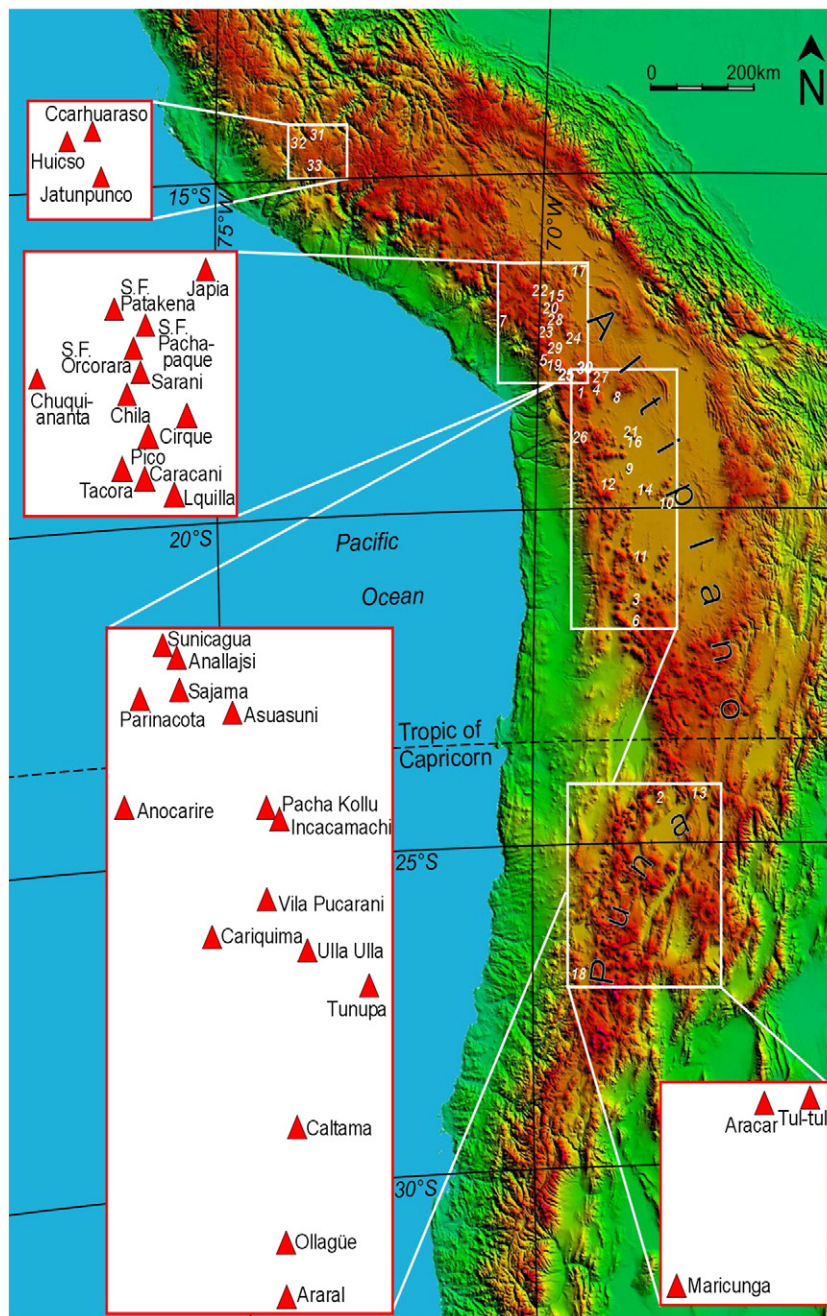 0 200km
N
Ccarhuaraso
Huicso
Jatunpunco
31
32
33
15°S
75°W
70°W
Japia
S.F.
Patakena
S.F.
Pacha-
paque
S.F.
Orcorara
Sarani
Chuqui-
ananta
Chila
Cirque
Pico
Tacora
Caracani
Lquilla
17
22
15
20
7
28
23
24
29
5
19
30
25
27
1
4
8
26
21
16
9
12
14
10
11
3
6
Altiplano
20°S
Pacific
Ocean
Sunicagua
Anallajsi
Sajama
Parinacota
Asuasuni
Anocarire
Pacha Kollu
Incacamachi
Vila Pucarani
Cariquima
Ulla Ulla
Tunupa
Caltama
Ollagüe
Araral
Tropic of
Capricorn
2
13
Puna
25°S
18
Aracar
Tul-tul
Maricunga
30°S